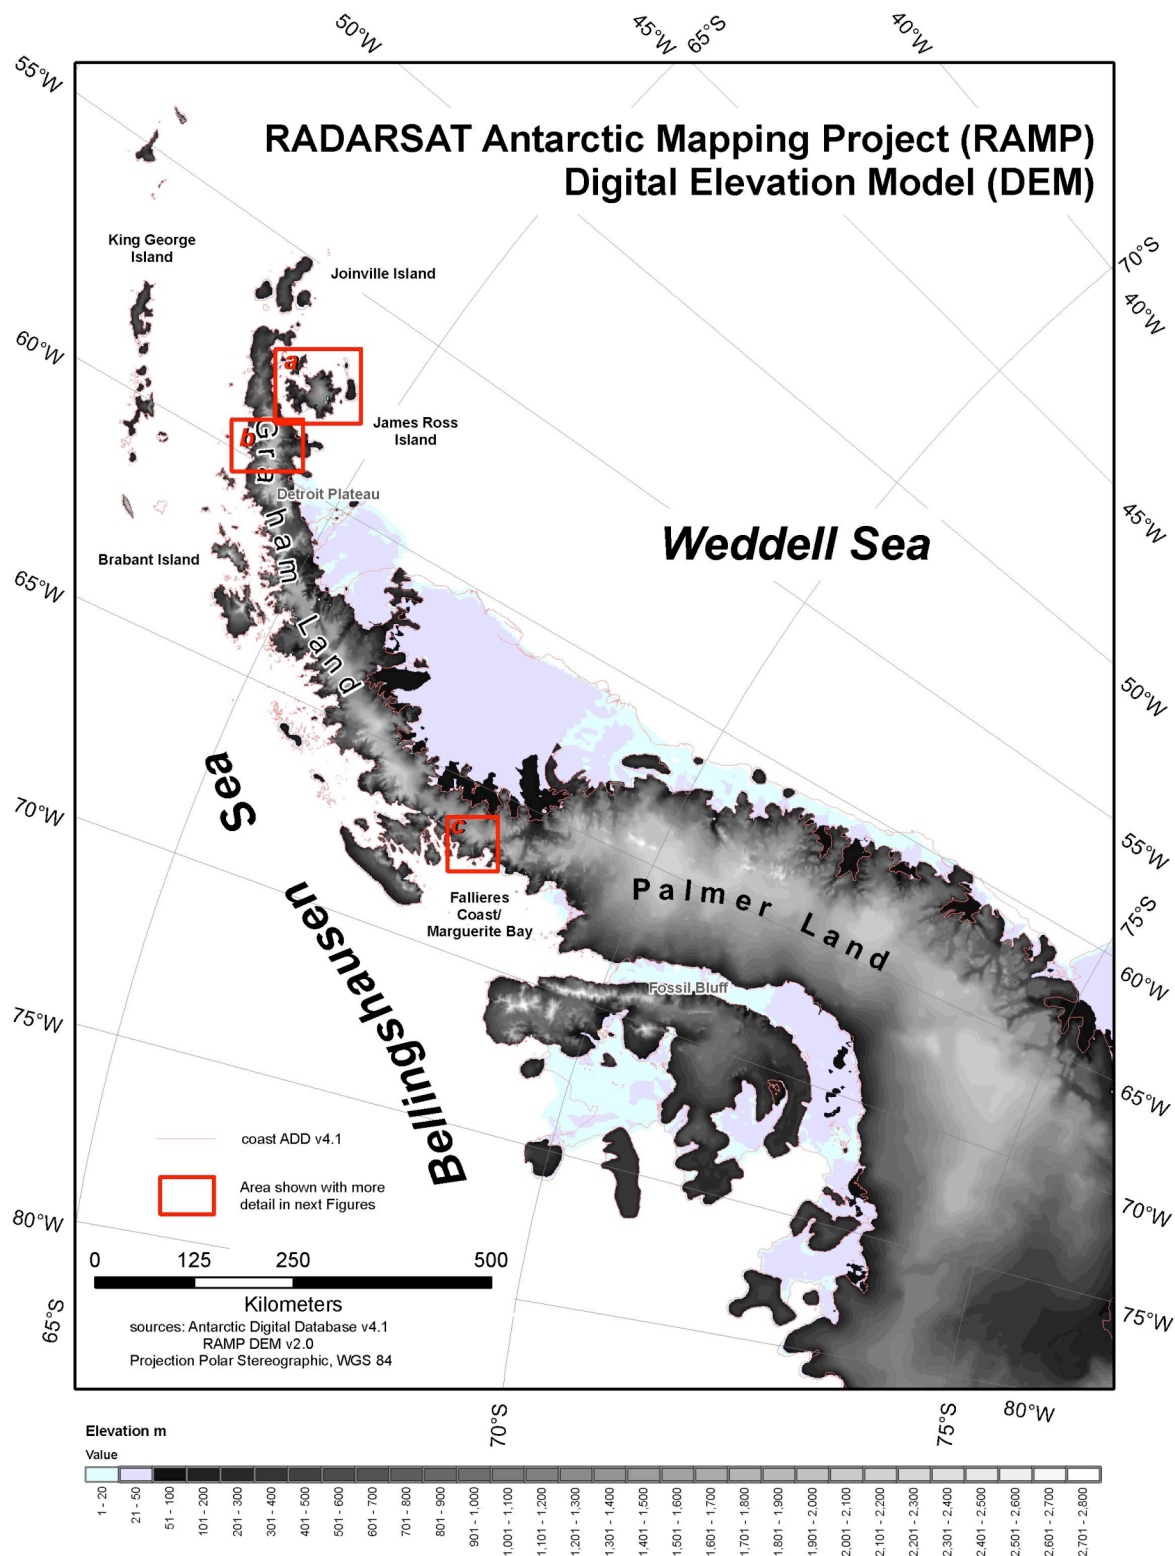 50°W
45°W
65°S
40°W
55°W
RADARSAT Antarctic Mapping Project (RAMP)
Digital Elevation Model (DEM)
King George
Island
Joinville Island
70°S
40°W
60°W
a
James Ross
Island
b
Graham Land
Detroit Plateau
45°W
Weddell Sea
Brabant Island
65°W
50°W
Bellingshausen Sea
70°W
c
55°W
Fallieres
Coast/
Marguerite Bay
Palmer Land
75°S
60°W
Fossil Bluff
75°W
65°W
coast ADD v4.1
Area shown with more
detail in next Figures
80°W
70°W
0 125 250 500
Kilometers
65°S
75°W
sources: Antarctic Digital Database v4.1
RAMP DEM v2.0
Projection Polar Stereographic, WGS 84
70°S
75°S
80°W
Elevation m
Value
1 - 20
21 - 50
51 - 100
101 - 200
201 - 300
301 - 400
401 - 500
501 - 600
601 - 700
701 - 800
801 - 900
901 - 1,000
1,001 - 1,100
1,101 - 1,200
1,201 - 1,300
1,301 - 1,400
1,401 - 1,500
1,501 - 1,600
1,601 - 1,700
1,701 - 1,800
1,801 - 1,900
1,901 - 2,000
2,001 - 2,100
2,101 - 2,200
2,201 - 2,300
2,301 - 2,400
2,401 - 2,500
2,501 - 2,600
2,601 - 2,700
2,701 - 2,800